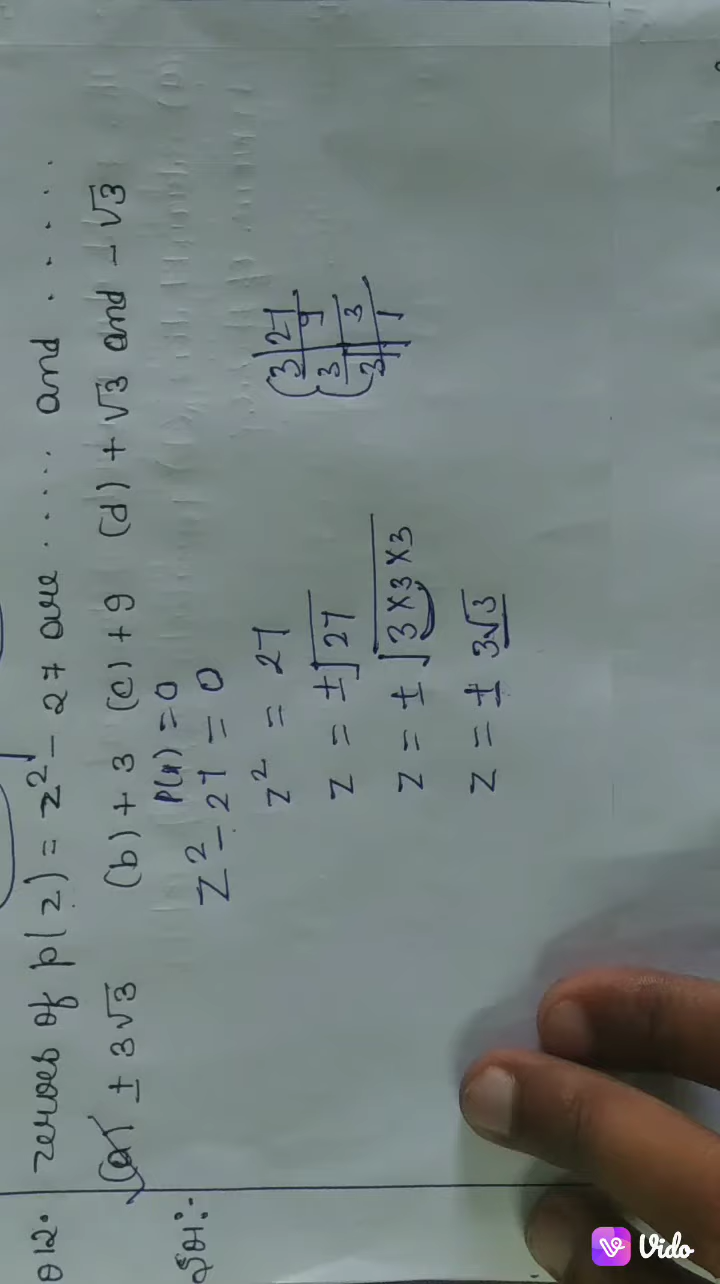 Q12. zeroes of p(z) = z² - 27 are ...... and ......
(a) ± 3√3 (b) + 3 (c) + 9 (d) + √3 and - √3
Soln:-
P(x) = 0
Z² - 27 = 0
z² = 27
z = ±√27
z = ± √3×3×3
z = ± 3√3
3 27
3 9
3 3
1
Vido